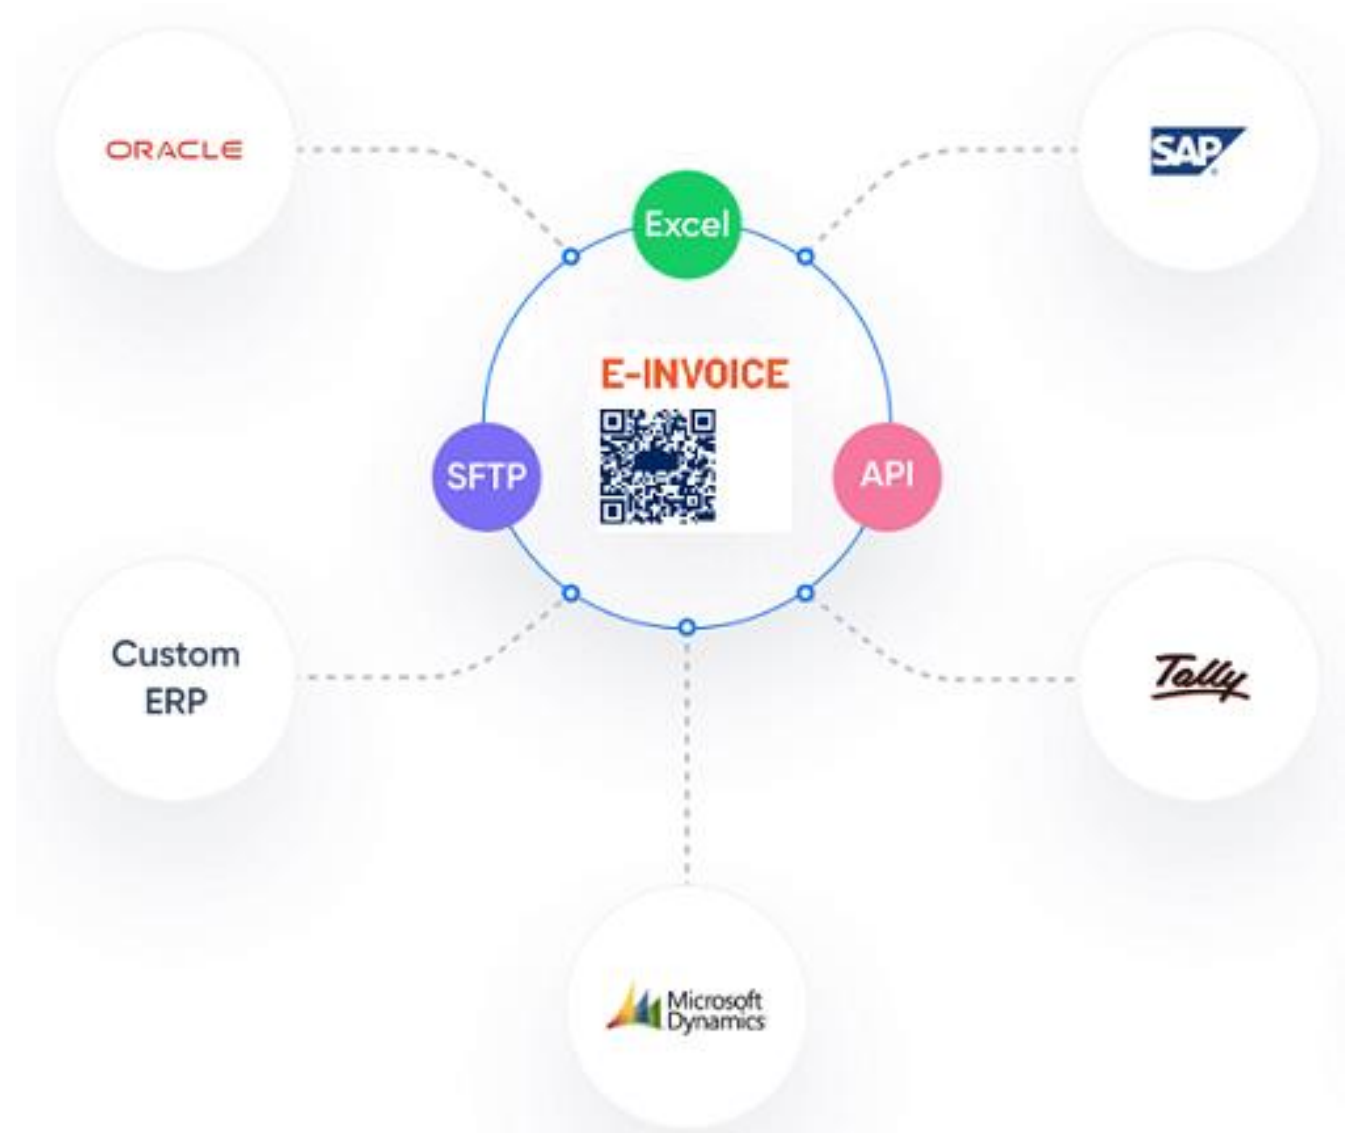 ORACLE
SAP
Excel
E-INVOICE
SFTP
API
Custom
ERP
Tally
Microsoft
Dynamics